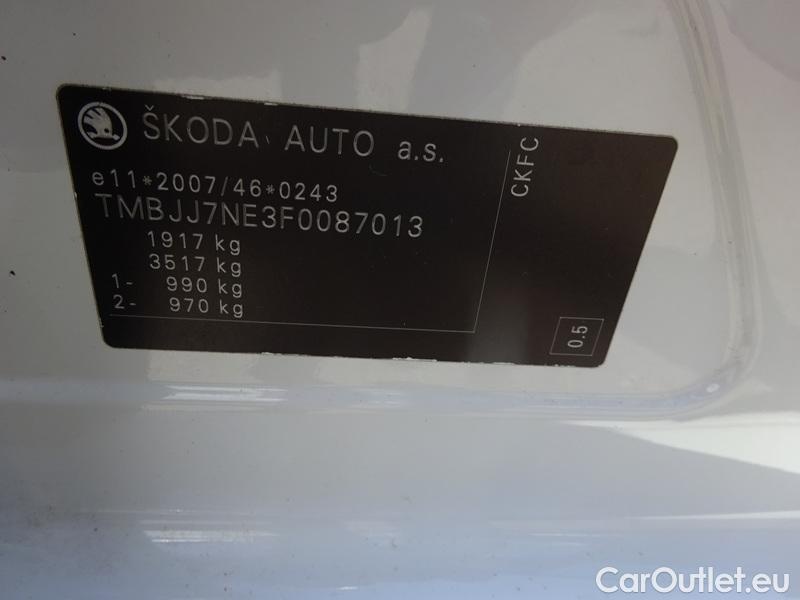 ŠKODA AUTO a.s.
CKFC
e11*2007/46*0243
TMBJJ7NE3F0087013
1917 kg
3517 kg
1- 990 kg
2- 970 kg
0.5
CarOutlet.eu